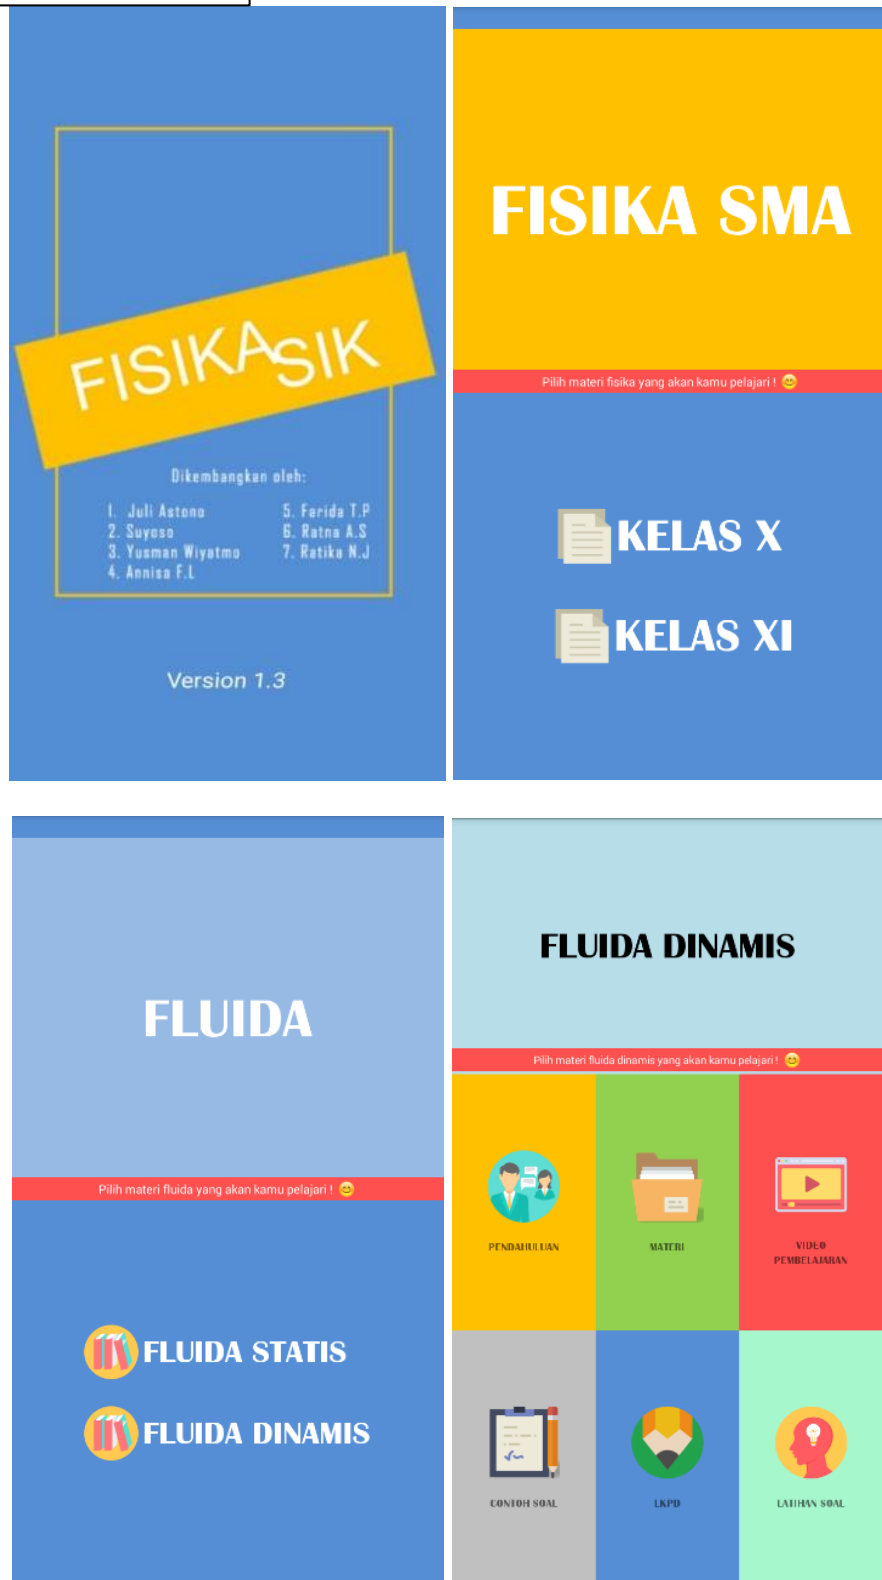 FISIKASIK
Dikembangkan oleh:
1. Juli Astono
2. Suyoso
3. Yusman Wiyatmo
4. Annisa F.L
5. Farida T.P
6. Ratna A.S
7. Ratika N.J
Version 1.3
FISIKA SMA
Pilih materi fisika yang akan kamu pelajari ! 😊
KELAS X
KELAS XI
FLUIDA
Pilih materi fluida yang akan kamu pelajari ! 😊
FLUIDA STATIS
FLUIDA DINAMIS
FLUIDA DINAMIS
Pilih materi fluida dinamis yang akan kamu pelajari ! 😊
PENDAHULUAN
MATERI
VIDEO
PEMBELAJARAN
CONTOH SOAL
LKPD
LATIHAN SOAL